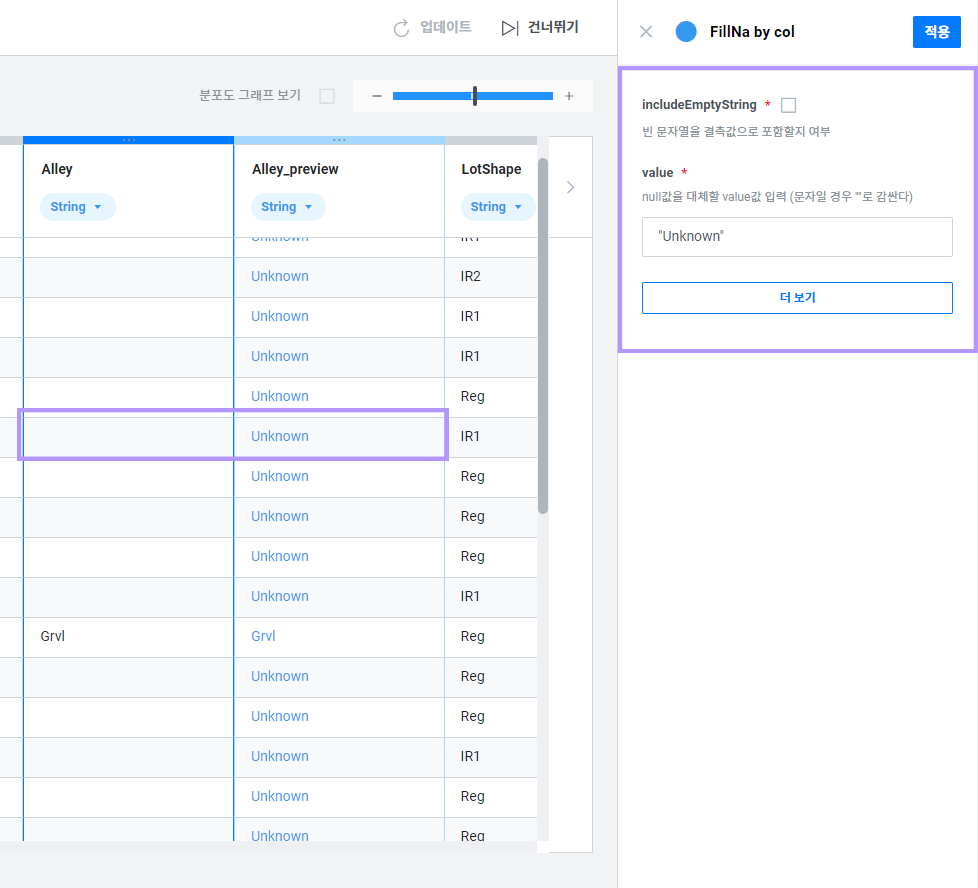 업데이트 건너뛰기
분포도 그래프 보기 − +
Alley Alley_preview LotShape
String String String
Unknown IR1
Unknown IR2
Unknown IR1
Unknown IR1
Unknown Reg
Unknown IR1
Unknown Reg
Unknown Reg
Unknown Reg
Unknown IR1
Grvl Grvl Reg
Unknown Reg
Unknown Reg
Unknown IR1
Unknown Reg
Unknown Reg
FillNa by col 적용
includeEmptyString *
빈 문자열을 결측값으로 포함할지 여부
value *
null값을 대체할 value값 입력 (문자일 경우 ""로 감싼다)
"Unknown"
더 보기